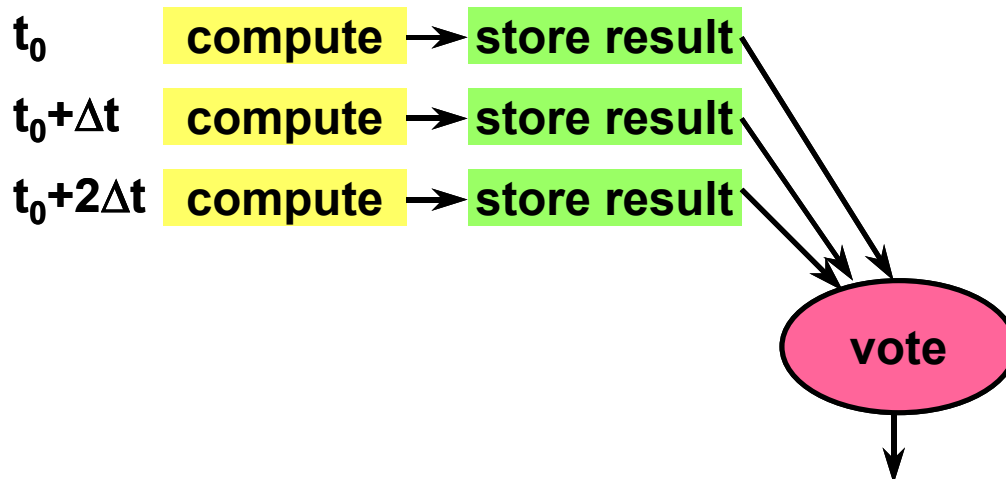 t₀ compute store result
t₀+Δt compute store result
t₀+2Δt compute store result
vote